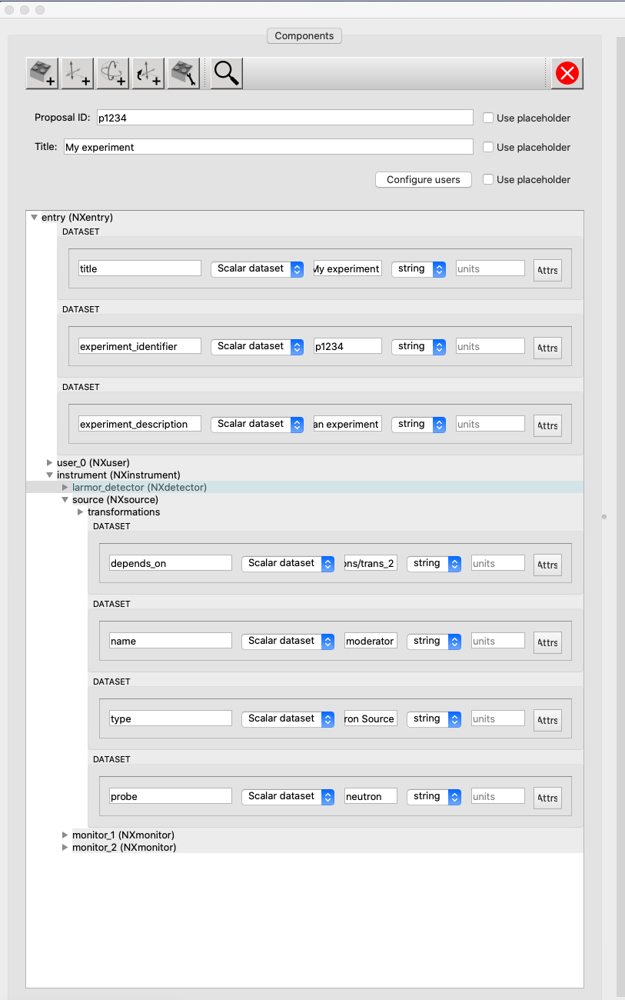 Components
Proposal ID: p1234 Use placeholder
Title: My experiment Use placeholder
Configure users Use placeholder
entry (NXentry)
DATASET
title Scalar dataset My experiment string units Attrs
DATASET
experiment_identifier Scalar dataset p1234 string units Attrs
DATASET
experiment_description Scalar dataset an experiment string units Attrs
user_0 (NXuser)
instrument (NXinstrument)
larmor_detector (NXdetector)
source (NXsource)
transformations
DATASET
depends_on Scalar dataset ons/trans_2 string units Attrs
DATASET
name Scalar dataset moderator string units Attrs
DATASET
type Scalar dataset ron Source string units Attrs
DATASET
probe Scalar dataset neutron string units Attrs
monitor_1 (NXmonitor)
monitor_2 (NXmonitor)